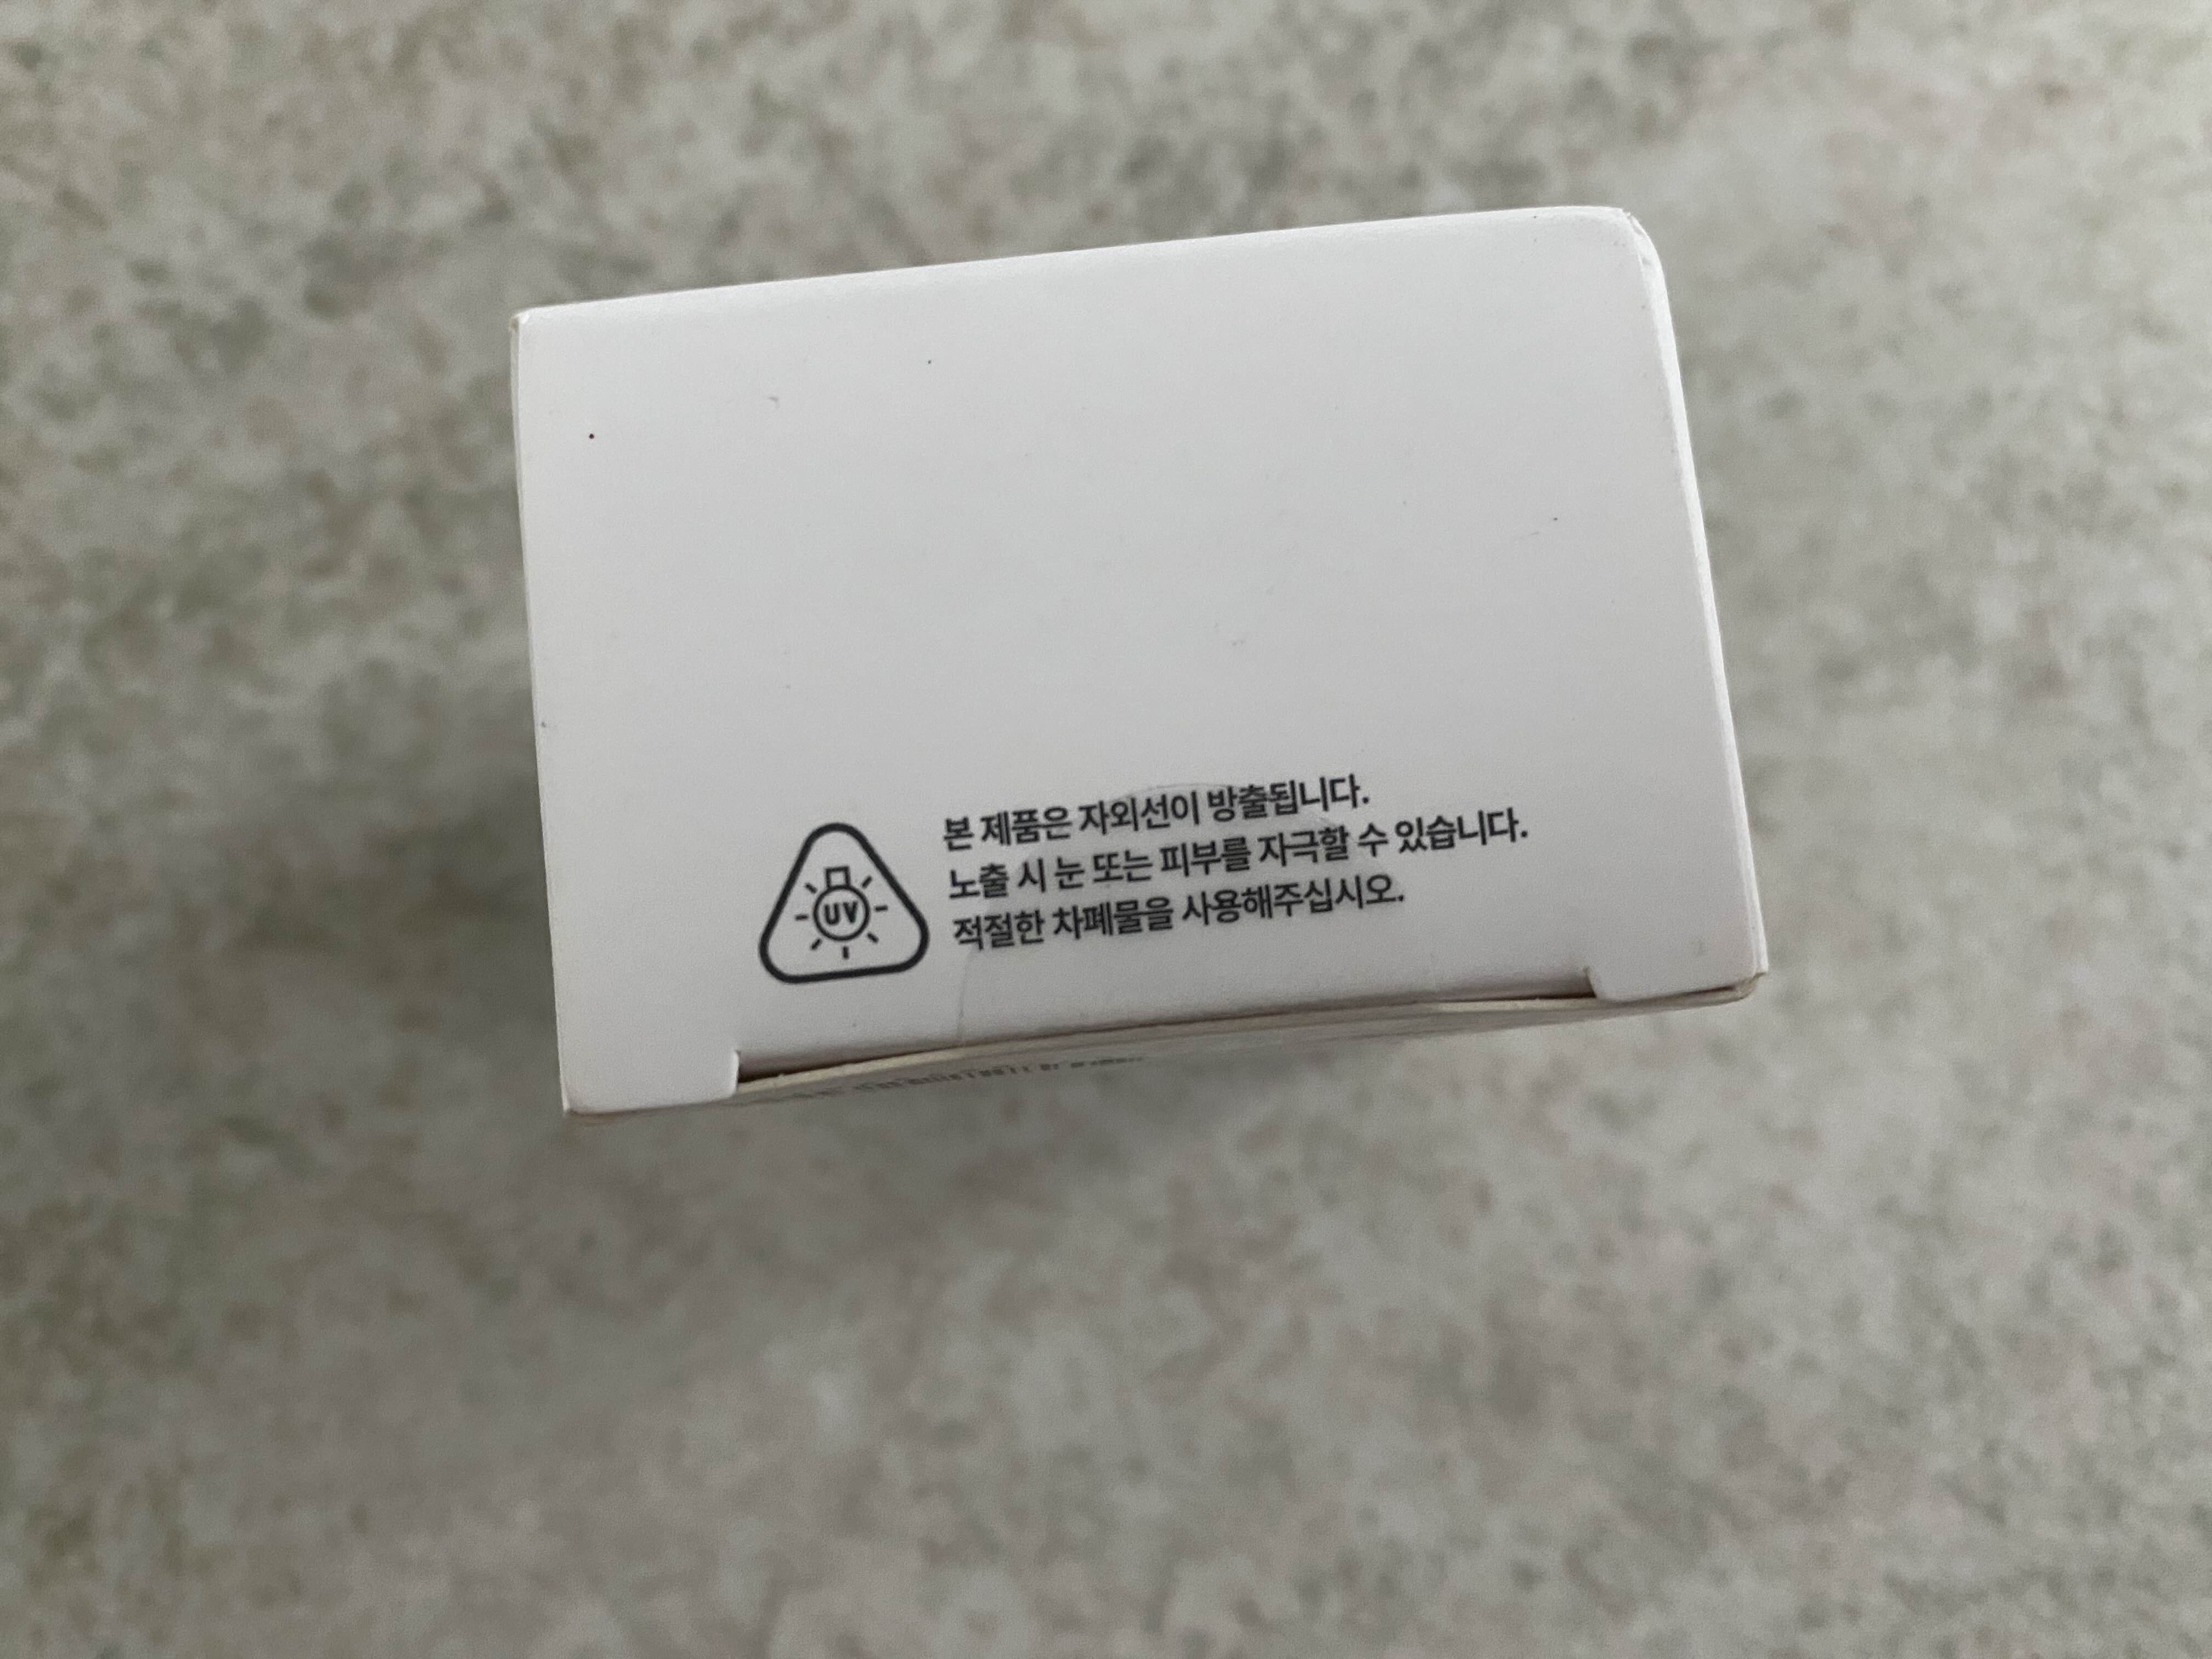 본 제품은 자외선이 방출됩니다.
노출 시 눈 또는 피부를 자극할 수 있습니다.
적절한 차폐물을 사용해주십시오.
UV